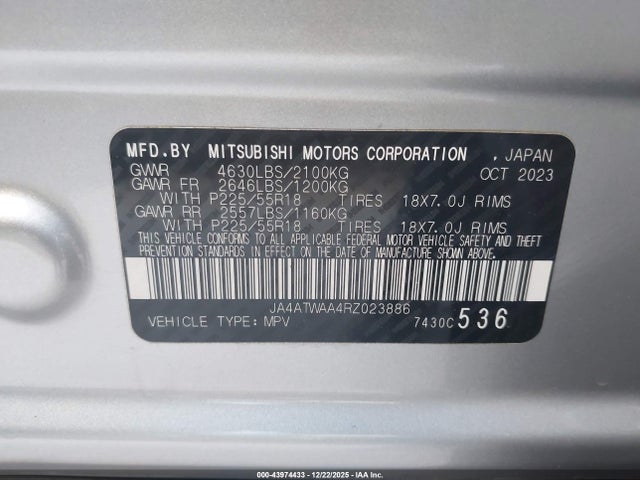 MFD.BY MITSUBISHI MOTORS CORPORATION , JAPAN
GVWR 4630LBS/2100KG OCT 2023
GAWR FR 2646LBS/1200KG
WITH P225/55R18 TIRES 18X7.0J RIMS
GAWR RR 2557LBS/1160KG
WITH P225/55R18 TIRES 18X7.0J RIMS
THIS VEHICLE CONFORMS TO ALL APPLICABLE FEDERAL MOTOR VEHICLE SAFETY AND THEFT
PREVENTION STANDARDS IN EFFECT ON THE DATE OF MANUFACTURE SHOWN ABOVE.
JA4ATWAA4RZ023886
VEHICLE TYPE: MPV 7430C 536
000-43974433 - 12/22/2025 - IAA Corp.